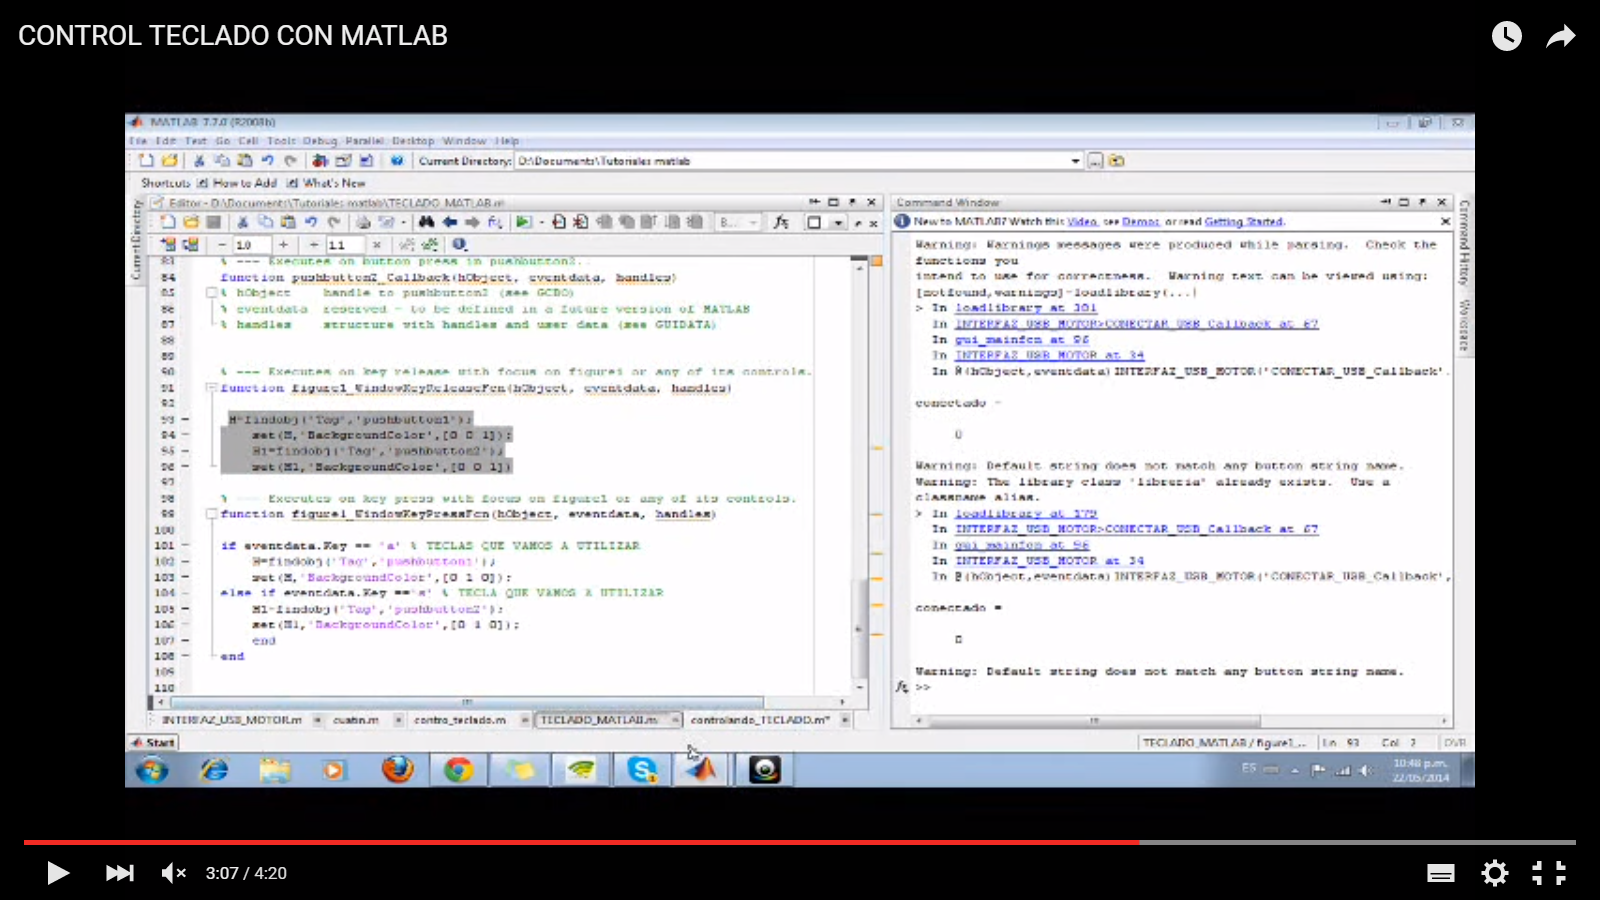 CONTROL TECLADO CON MATLAB
MATLAB 7.7.0 (R2008b)
File Edit Text Go Cell Tools Debug Parallel Desktop Window Help
Current Directory: D:\Documents\Tutoriales matlab
Shortcuts How to Add What's New
Editor - D:\Documents\Tutoriales matlab\TECLADO_MATLAB.m
1.0 1.1
83 % --- Executes on button press in pushbutton2.
84 function pushbutton2_Callback(hObject, eventdata, handles)
85 % hObject    handle to pushbutton2 (see GCBO)
86 % eventdata  reserved - to be defined in a future version of MATLAB
87 % handles    structure with handles and user data (see GUIDATA)
88
89
90 % --- Executes on key release with focus on figure1 or any of its controls.
91 function figure1_WindowKeyReleaseFcn(hObject, eventdata, handles)
92
93 H=findobj('Tag','pushbutton1');
94 set(H,'BackgroundColor',[0 0 1]);
95 H1=findobj('Tag','pushbutton2');
96 set(H1,'BackgroundColor',[0 0 1])
97
98 % --- Executes on key press with focus on figure1 or any of its controls.
99 function figure1_WindowKeyPressFcn(hObject, eventdata, handles)
100
101 if eventdata.Key == 'a' % TECLAS QUE VAMOS A UTILIZAR
102 H=findobj('Tag','pushbutton1');
103 set(H,'BackgroundColor',[0 1 0]);
104 else if eventdata.Key =='s' % TECLA QUE VAMOS A UTILIZAR
105 H1=findobj('Tag','pushbutton2');
106 set(H1,'BackgroundColor',[0 1 0]);
107 end
108 end
109
110
INTERFAZ_USB_MOTOR.m cuatin.m contro_teclado.m TECLADO_MATLAB.m controlando_TECLADO.m*
Current Directory
Command Window
New to MATLAB? Watch this Video, see Demos, or read Getting Started.
Warning: Warnings messages were produced while parsing.  Check the
functions you
intend to use for correctness.  Warning text can be viewed using:
[notfound,warnings]=loadlibrary(...)
> In loadlibrary at 301
In INTERFAZ_USB_MOTOR>CONECTAR_USB_Callback at 67
In gui_mainfcn at 96
In INTERFAZ_USB_MOTOR at 34
In @(hObject,eventdata)INTERFAZ_USB_MOTOR('CONECTAR_USB_Callback',
conectado =
0
Warning: Default string does not match any button string name.
Warning: The library class 'libreria' already exists.  Use a
classname alias.
> In loadlibrary at 179
In INTERFAZ_USB_MOTOR>CONECTAR_USB_Callback at 67
In gui_mainfcn at 96
In INTERFAZ_USB_MOTOR at 34
In @(hObject,eventdata)INTERFAZ_USB_MOTOR('CONECTAR_USB_Callback',
conectado =
0
Warning: Default string does not match any button string name.
>>
Command History
Workspace
Start
TECLADO_MATLAB / figure1_... Ln 93 Col 2 OVR
ES
10:48 p.m.
22/05/2014
3:07 / 4:20